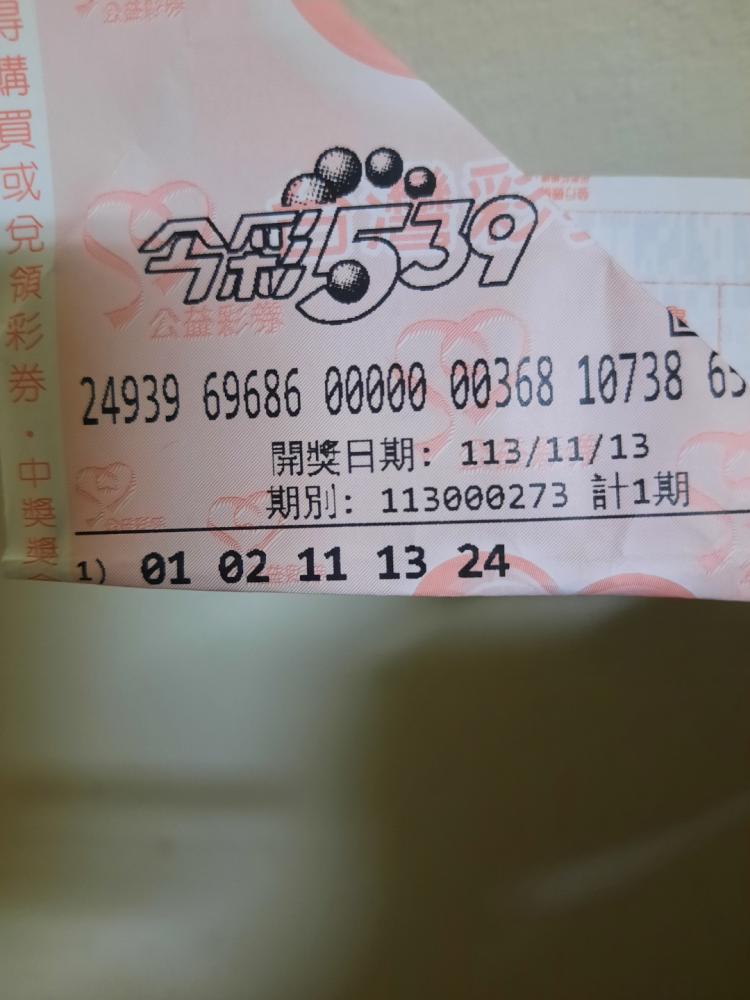 得購買或兌領彩券・中獎獎
今彩539
公益彩券
24939 69686 00000 00368 10738
開獎日期: 113/11/13
期別: 113000273 計1期
1) 01 02 11 13 24